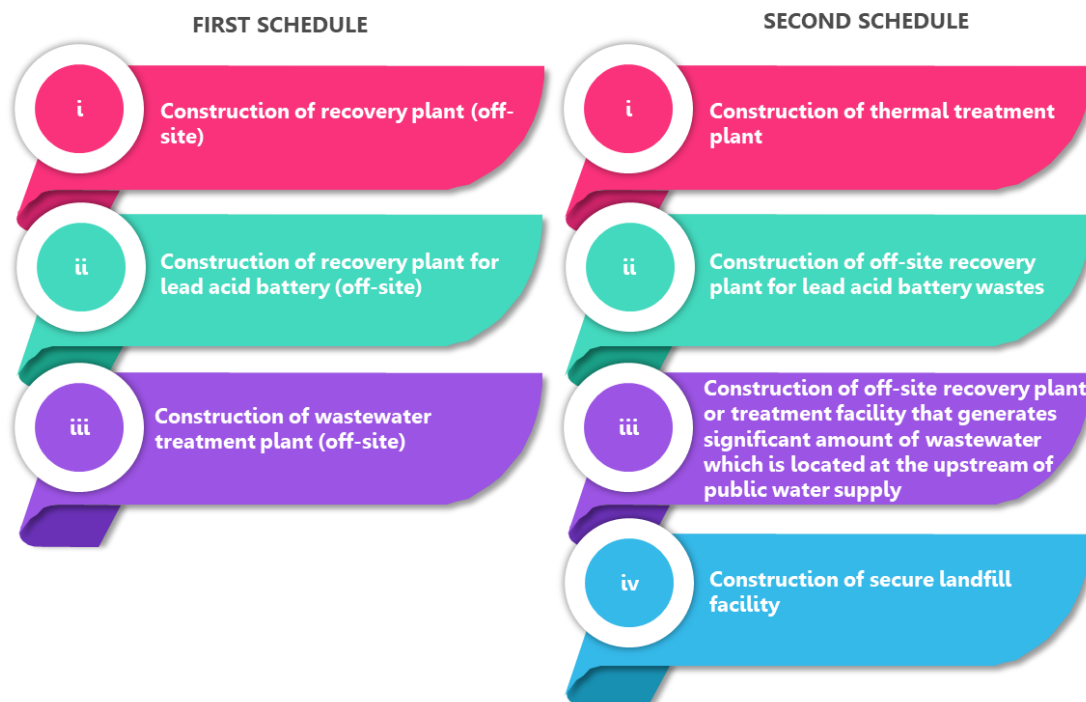 FIRST SCHEDULE
i
Construction of recovery plant (off-
site)
ii
Construction of recovery plant for
lead acid battery (off-site)
iii
Construction of wastewater
treatment plant (off-site)
SECOND SCHEDULE
i
Construction of thermal treatment
plant
ii
Construction of off-site recovery
plant for lead acid battery wastes
iii
Construction of off-site recovery plant
or treatment facility that generates
significant amount of wastewater
which is located at the upstream of
public water supply
iv
Construction of secure landfill
facility